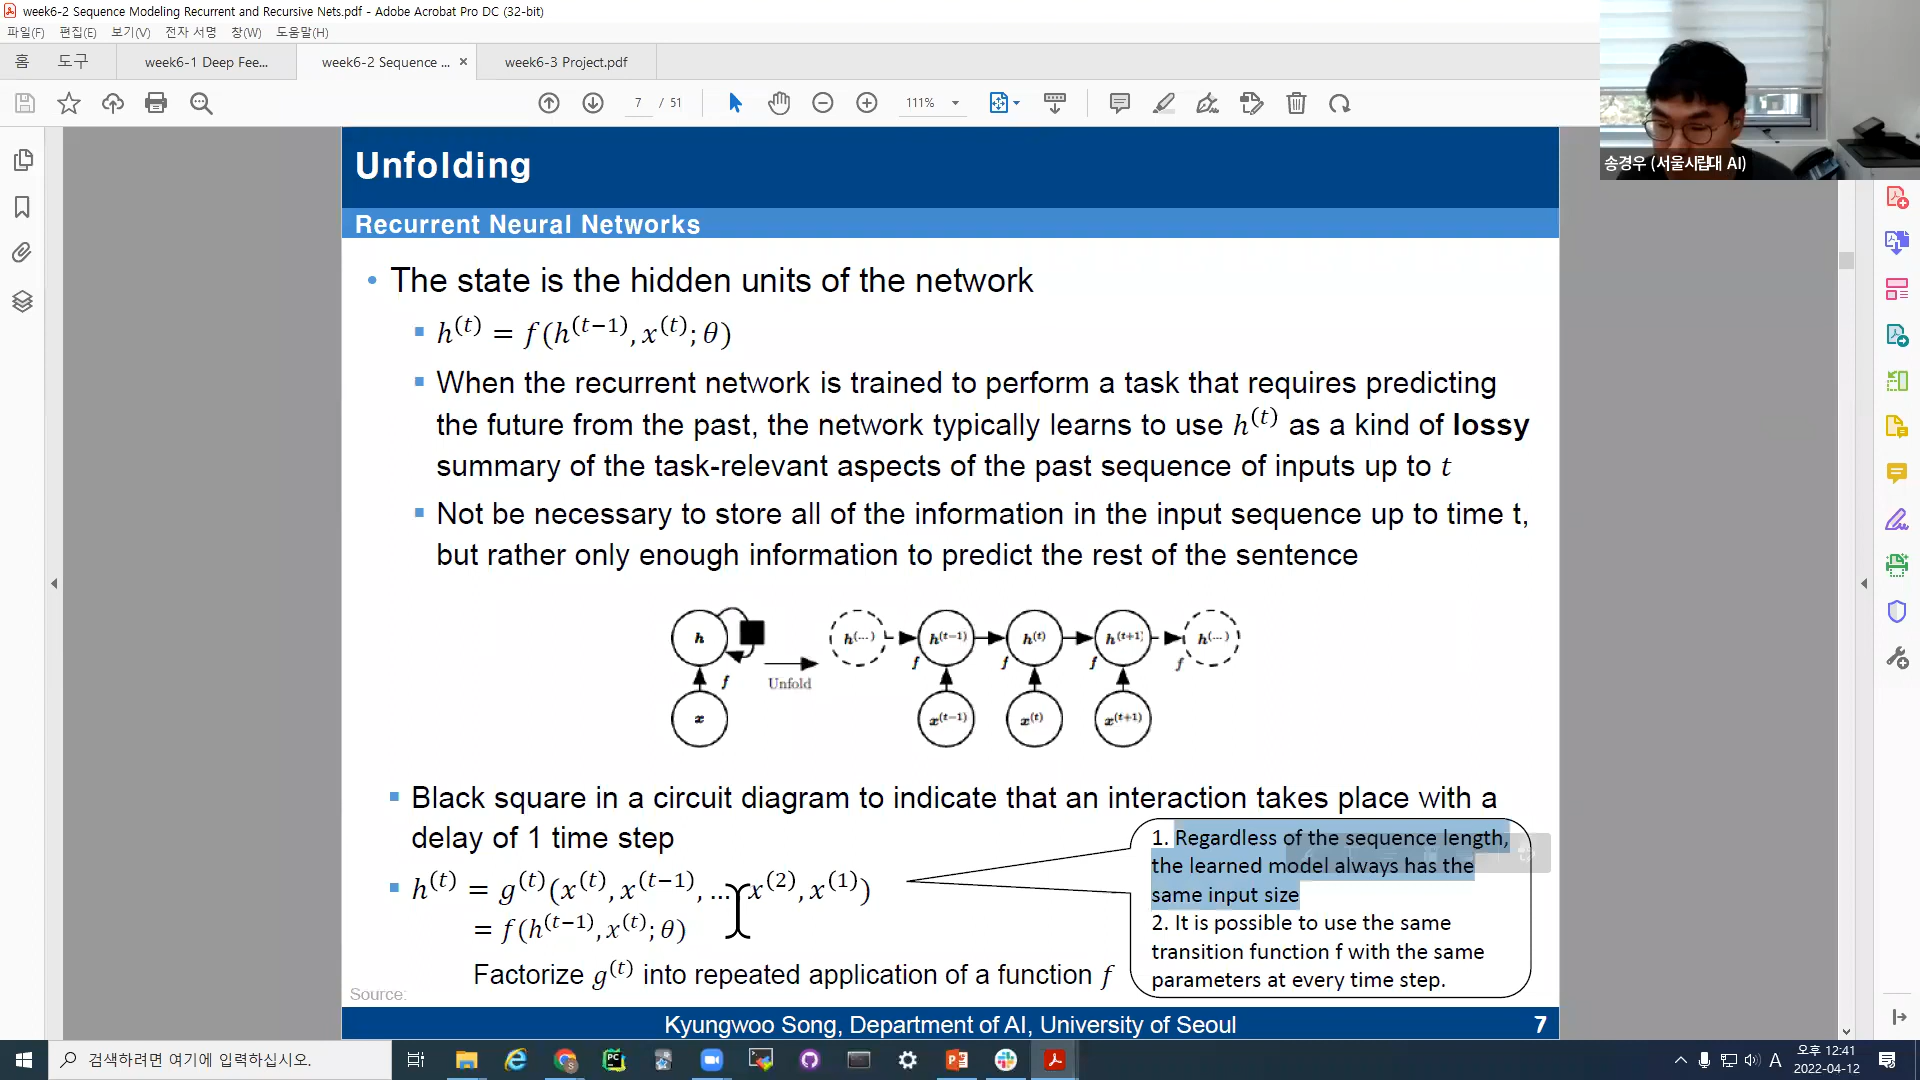 week6-2 Sequence Modeling Recurrent and Recursive Nets.pdf - Adobe Acrobat Pro DC (32-bit)
파일(F) 편집(E) 보기(V) 전자 서명 창(W) 도움말(H)
홈 도구 week6-1 Deep Fee... week6-2 Sequence ... × week6-3 Project.pdf
7 / 51 111%
송경우 (서울시립대 AI)
Unfolding
Recurrent Neural Networks
• The state is the hidden units of the network
▪ h^(t) = f(h^(t−1), x^(t); θ)
▪ When the recurrent network is trained to perform a task that requires predicting
the future from the past, the network typically learns to use h^(t) as a kind of lossy
summary of the task-relevant aspects of the past sequence of inputs up to t
▪ Not be necessary to store all of the information in the input sequence up to time t,
but rather only enough information to predict the rest of the sentence
h h^(...) h^(t−1) h^(t) h^(t+1) h^(...)
f Unfold f f f f
x x^(t−1) x^(t) x^(t+1)
▪ Black square in a circuit diagram to indicate that an interaction takes place with a
delay of 1 time step
▪ h^(t) = g^(t)(x^(t), x^(t−1), ... x^(2), x^(1))
= f(h^(t−1), x^(t); θ)
Factorize g^(t) into repeated application of a function f
1. Regardless of the sequence length,
the learned model always has the
same input size
2. It is possible to use the same
transition function f with the same
parameters at every time step.
Source:
Kyungwoo Song, Department of AI, University of Seoul 7
검색하려면 여기에 입력하십시오.
A 오후 12:41
2022-04-12